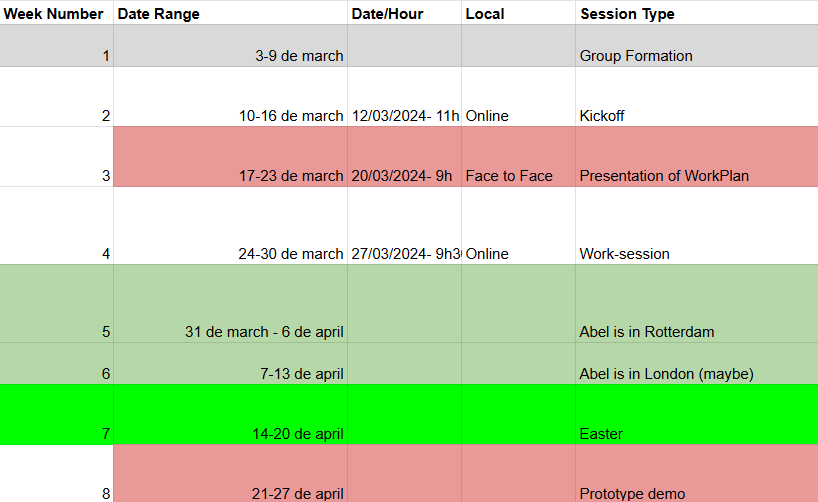 Week Number Date Range Date/Hour Local Session Type
1 3-9 de march Group Formation
2 10-16 de march 12/03/2024- 11h Online Kickoff
3 17-23 de march 20/03/2024- 9h Face to Face Presentation of WorkPlan
4 24-30 de march 27/03/2024- 9h3 Online Work-session
5 31 de march - 6 de april Abel is in Rotterdam
6 7-13 de april Abel is in London (maybe)
7 14-20 de april Easter
8 21-27 de april Prototype demo